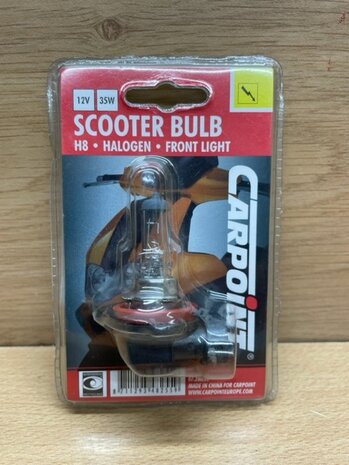 12V 35W
SCOOTER BULB
H8 • HALOGEN • FRONT LIGHT
CARPOINT®
MADE IN CHINA FOR CARPOINT
WWW.CARPOINTEUROPE.COM